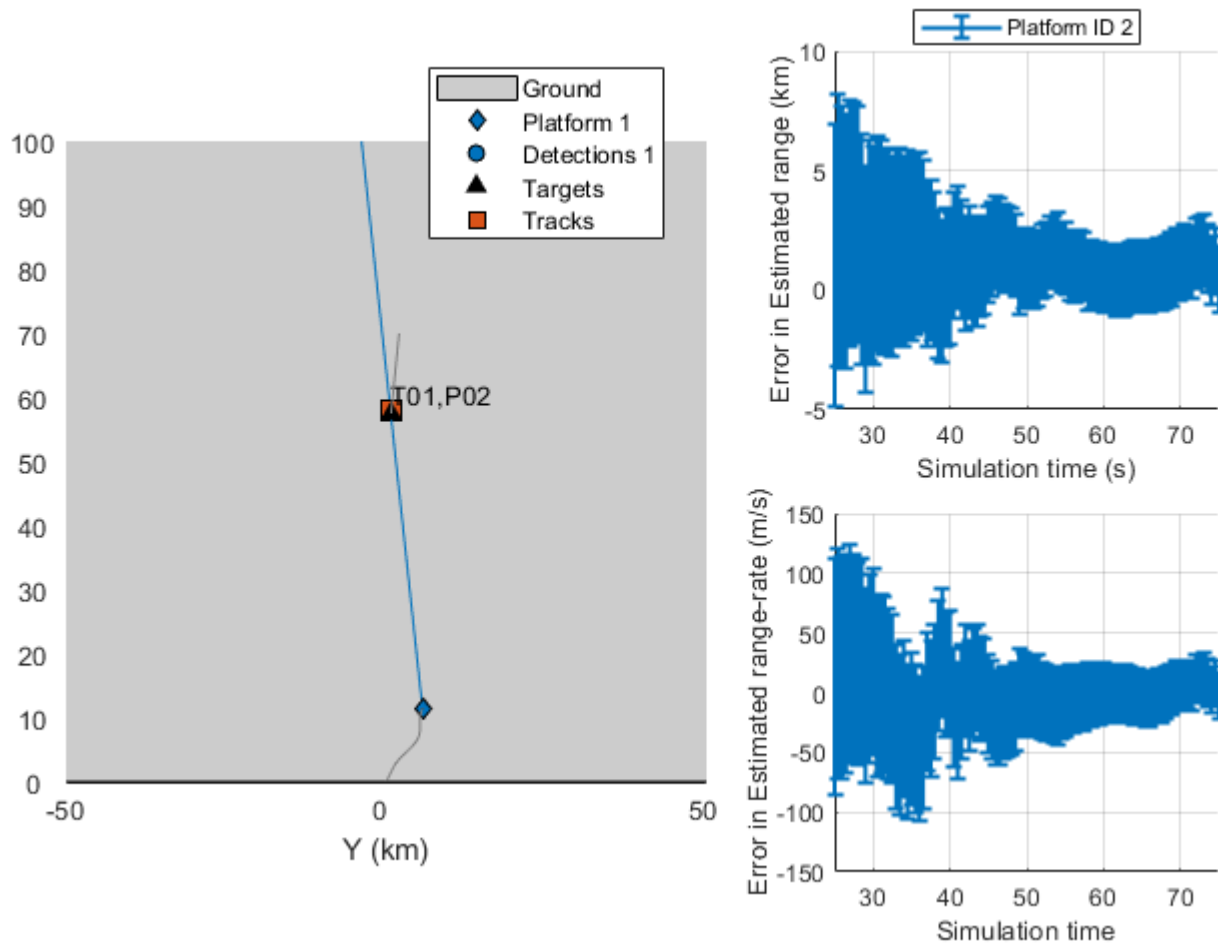 Ground
Platform 1
Detections 1
Targets
Tracks
100
90
80
70
60
50
40
30
20
10
0
T01,P02
-50
0
50
Y (km)
Platform ID 2
Error in Estimated range (km)
10
5
0
-5
30
40
50
60
70
Simulation time (s)
Error in Estimated range-rate (m/s)
150
100
50
0
-50
-100
-150
30
40
50
60
70
Simulation time